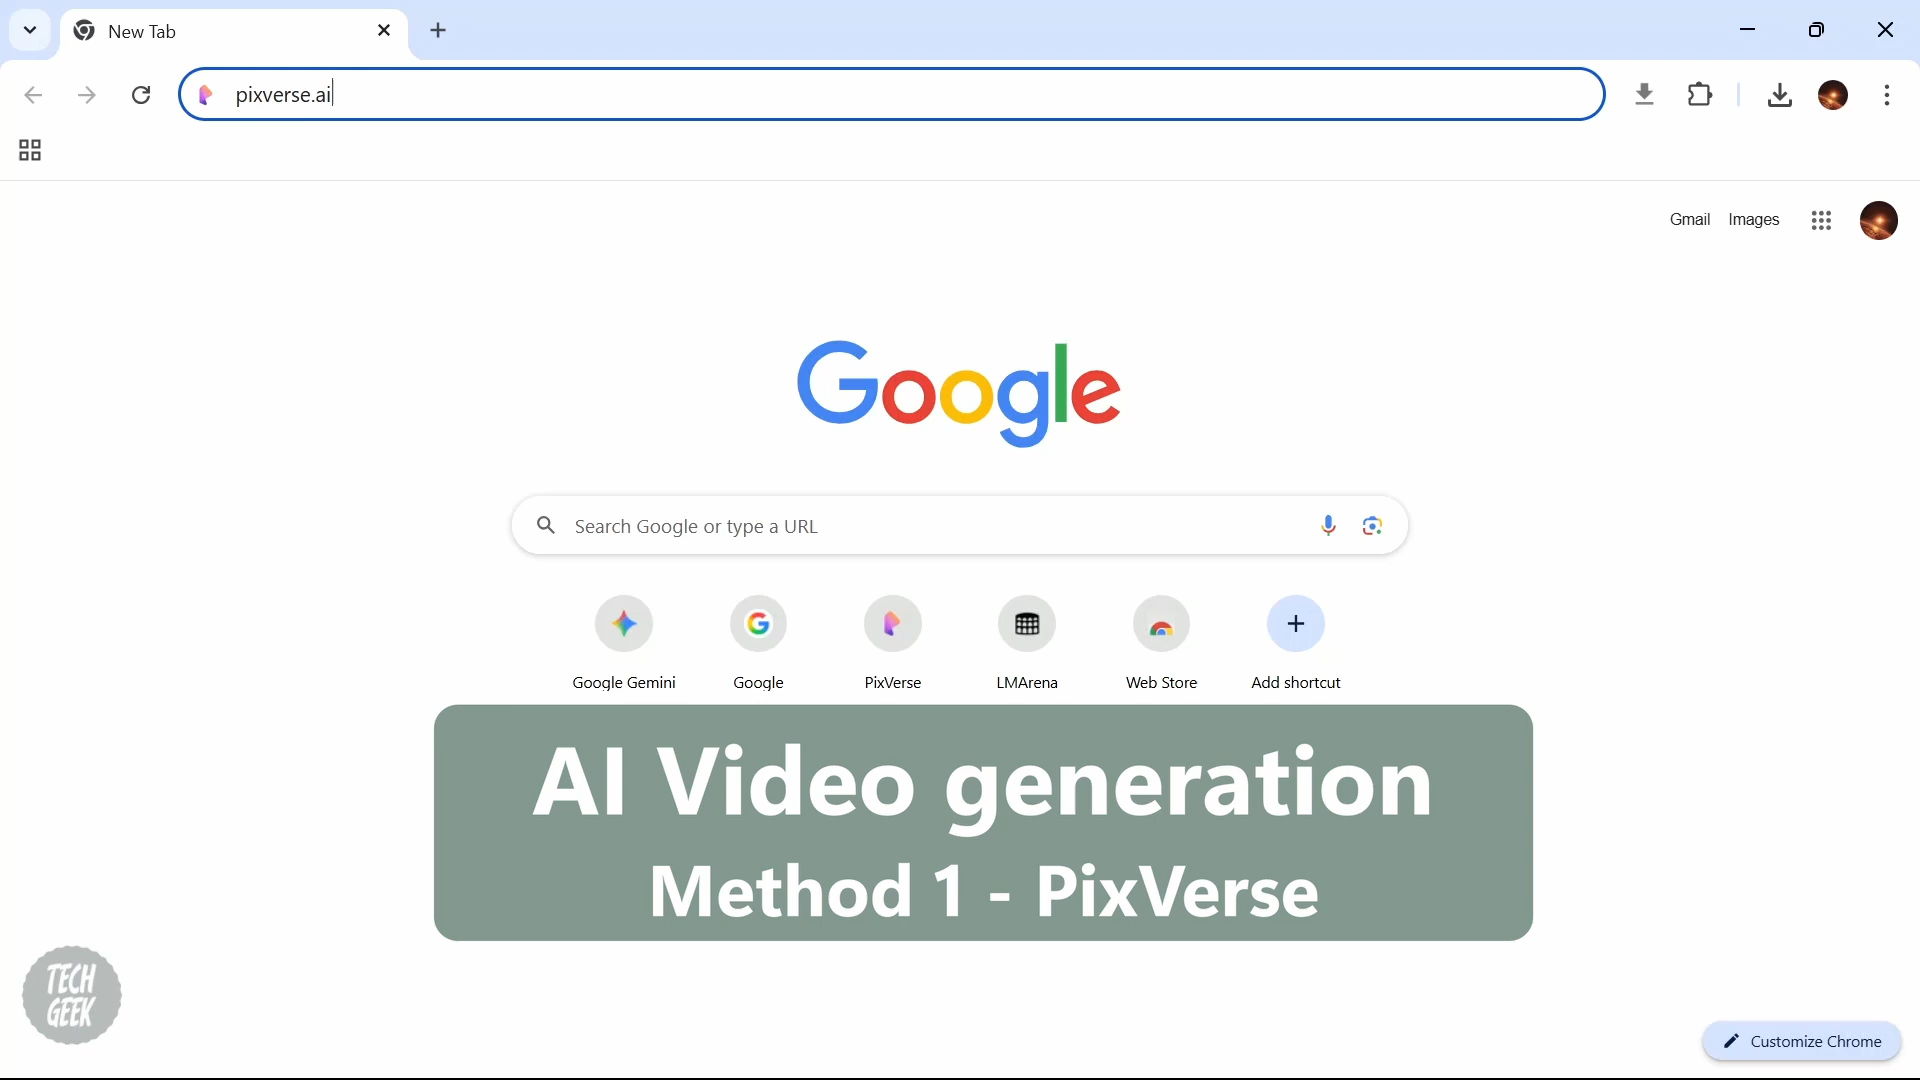 New Tab
pixverse.ai
Gmail Images
Google
Search Google or type a URL
Google Gemini Google PixVerse LMArena Web Store Add shortcut
AI Video generation
Method 1 - PixVerse
TECH
GEEK
Customize Chrome